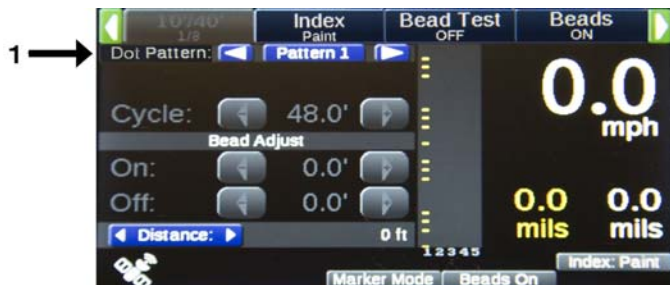 10'/40' Index Bead Test Beads
1/8 Paint OFF ON
1 Dot Pattern: Pattern 1
0.0
mph
Cycle: 48.0'
Bead Adjust
On: 0.0'
Off: 0.0'
0.0 0.0
mils mils
Distance: 0 ft
12345
Index: Paint
Marker Mode Beads On